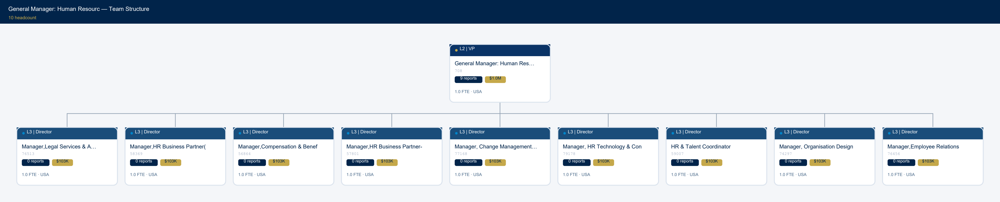 General Manager: Human Resourc — Team Structure
10 headcount
L2 | VP
General Manager: Human Res…
708
9 reports $1.0M
1.0 FTE · USA
L3 | Director
Manager,Legal Services & A…
76513
0 reports $103K
1.0 FTE · USA
L3 | Director
Manager,HR Business Partner(
58369
0 reports $103K
1.0 FTE · USA
L3 | Director
Manager,Compensation & Benef
56864
0 reports $103K
1.0 FTE · USA
L3 | Director
Manager,HR Business Partner-
57801
0 reports $103K
1.0 FTE · USA
L3 | Director
Manager, Change Management…
77168
0 reports $103K
1.0 FTE · USA
L3 | Director
Manager, HR Technology & Con
79178
0 reports $103K
1.0 FTE · USA
L3 | Director
HR & Talent Coordinator
59007
0 reports $103K
1.0 FTE · USA
L3 | Director
Manager, Organisation Design
74297
0 reports $103K
1.0 FTE · USA
L3 | Director
Manager,Employee Relations
76456
0 reports $103K
1.0 FTE · USA